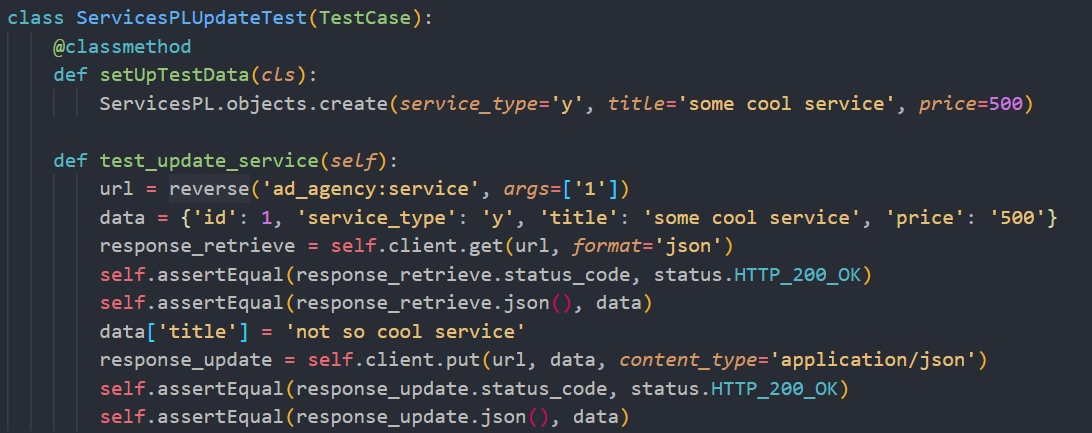 class ServicesPLUpdateTest(TestCase):
    @classmethod
    def setUpTestData(cls):
        ServicesPL.objects.create(service_type='y', title='some cool service', price=500)

    def test_update_service(self):
        url = reverse('ad_agency:service', args=['1'])
        data = {'id': 1, 'service_type': 'y', 'title': 'some cool service', 'price': '500'}
        response_retrieve = self.client.get(url, format='json')
        self.assertEqual(response_retrieve.status_code, status.HTTP_200_OK)
        self.assertEqual(response_retrieve.json(), data)
        data['title'] = 'not so cool service'
        response_update = self.client.put(url, data, content_type='application/json')
        self.assertEqual(response_update.status_code, status.HTTP_200_OK)
        self.assertEqual(response_update.json(), data)